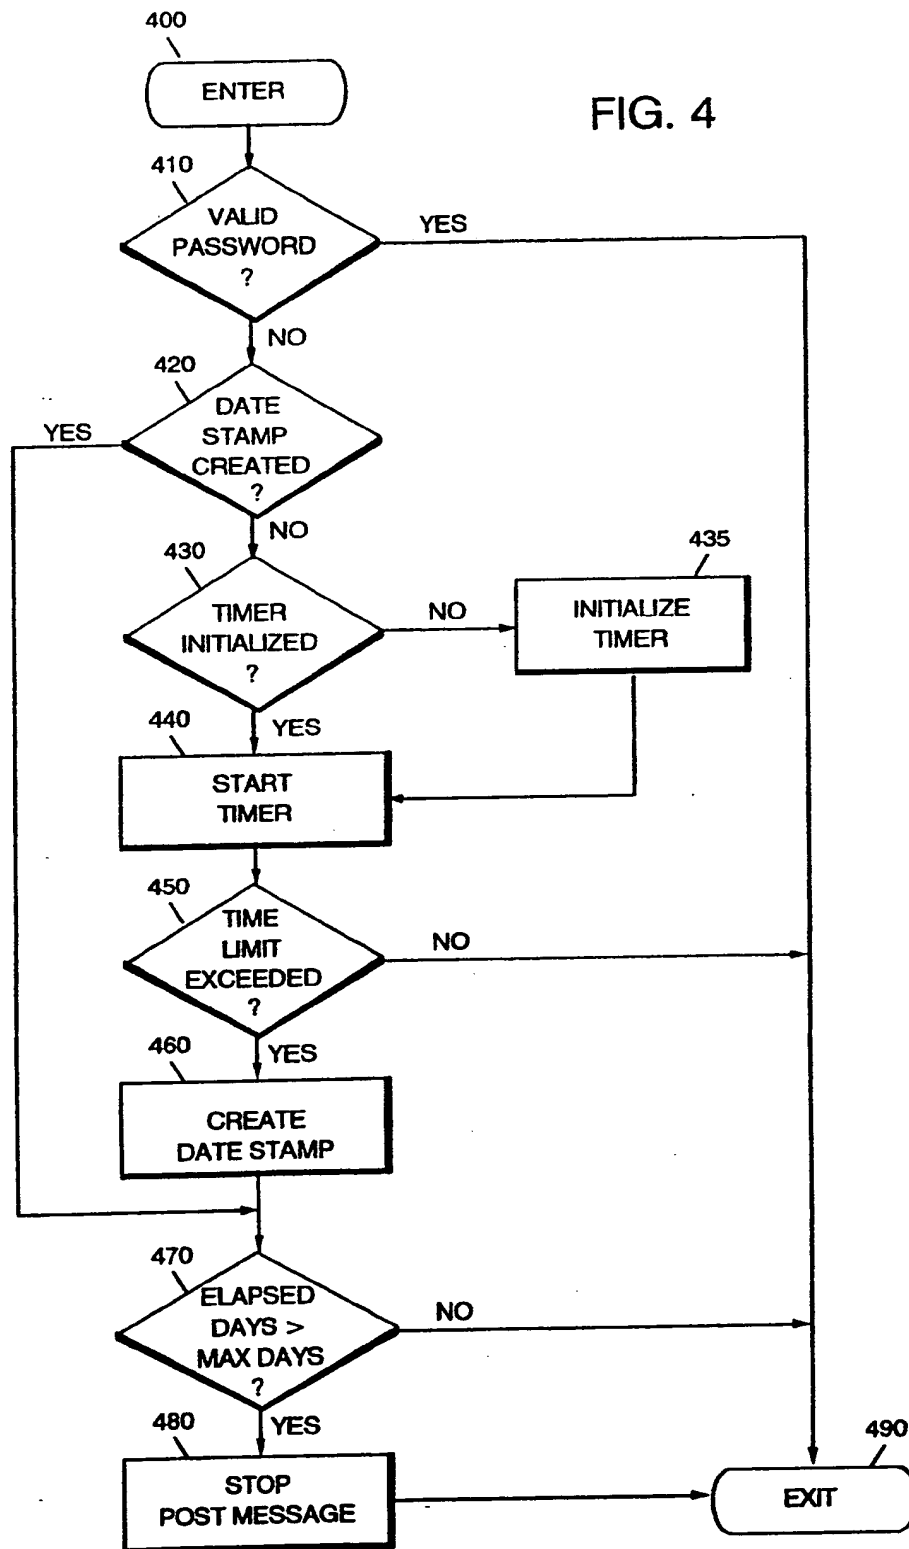 400
ENTER
FIG. 4
410
VALID
PASSWORD
?
YES
NO
420
DATE
STAMP
CREATED
?
YES
NO
430
TIMER
INITIALIZED
?
NO
435
INITIALIZE
TIMER
YES
440
START
TIMER
450
TIME
LIMIT
EXCEEDED
?
NO
YES
460
CREATE
DATE STAMP
470
ELAPSED
DAYS >
MAX DAYS
?
NO
YES
480
STOP
POST MESSAGE
490
EXIT